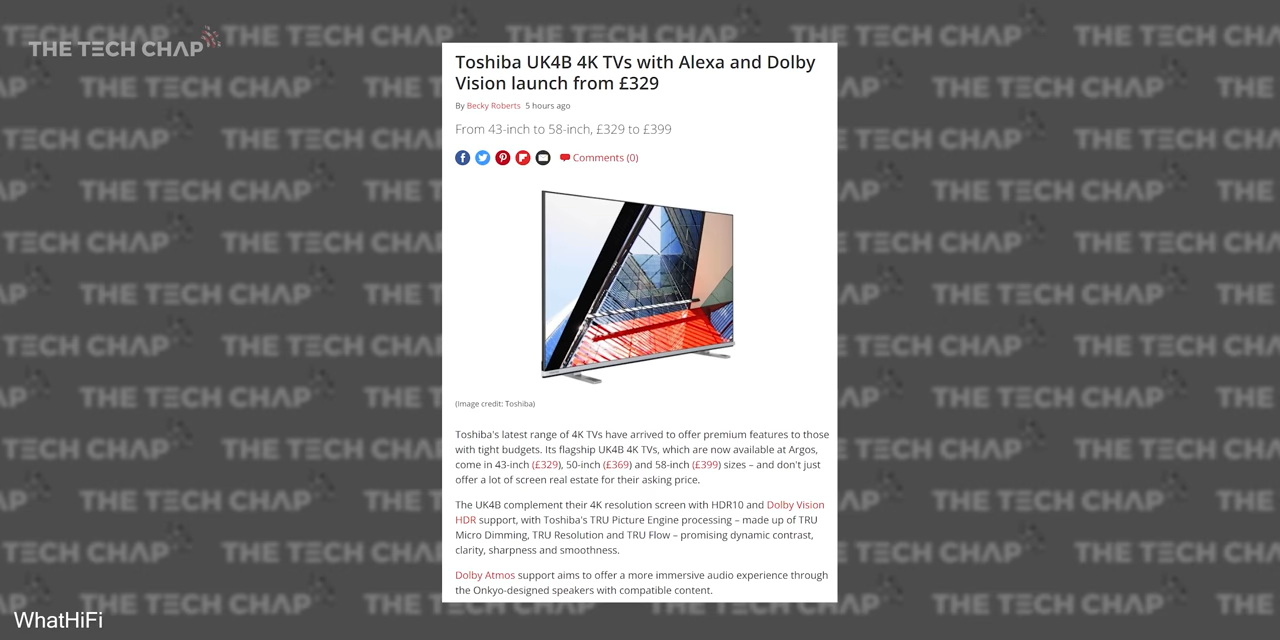 THE TECH CHAP
Toshiba UK4B 4K TVs with Alexa and Dolby
Vision launch from £329
By Becky Roberts 5 hours ago
From 43-inch to 58-inch, £329 to £399
Comments (0)
(Image credit: Toshiba)
Toshiba's latest range of 4K TVs have arrived to offer premium features to those
with tight budgets. Its flagship UK4B 4K TVs, which are now available at Argos,
come in 43-inch (£329), 50-inch (£369) and 58-inch (£399) sizes – and don't just
offer a lot of screen real estate for their asking price.
The UK4B complement their 4K resolution screen with HDR10 and Dolby Vision
HDR support, with Toshiba's TRU Picture Engine processing – made up of TRU
Micro Dimming, TRU Resolution and TRU Flow – promising dynamic contrast,
clarity, sharpness and smoothness.
Dolby Atmos support aims to offer a more immersive audio experience through
the Onkyo-designed speakers with compatible content.
WhatHiFi